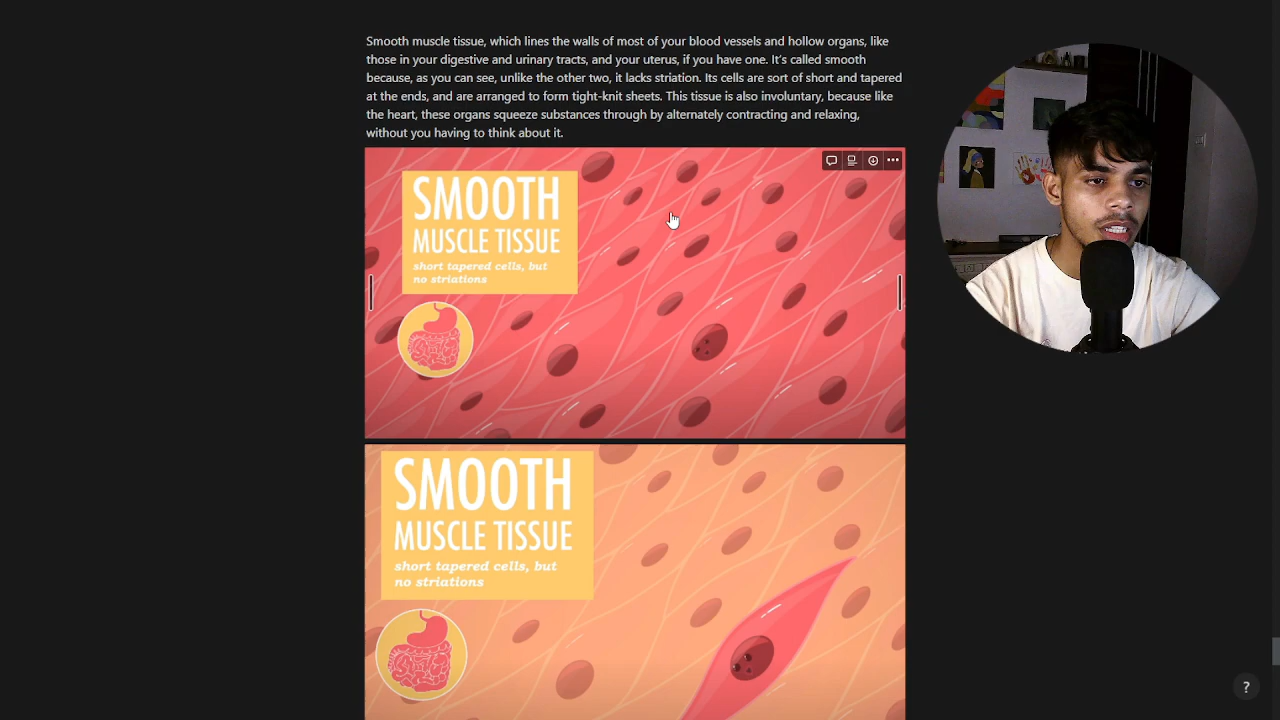 Smooth muscle tissue, which lines the walls of most of your blood vessels and hollow organs, like
those in your digestive and urinary tracts, and your uterus, if you have one. It's called smooth
because, as you can see, unlike the other two, it lacks striation. Its cells are sort of short and tapered
at the ends, and are arranged to form tight-knit sheets. This tissue is also involuntary, because like
the heart, these organs squeeze substances through by alternately contracting and relaxing,
without you having to think about it.
SMOOTH
MUSCLE TISSUE
short tapered cells, but
no striations
SMOOTH
MUSCLE TISSUE
short tapered cells, but
no striations
?